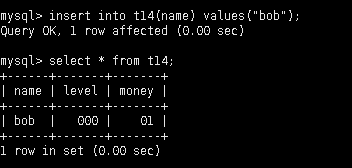 mysql> insert into t14(name) values("bob");
Query OK, 1 row affected (0.00 sec)
mysql> select * from t14;
+------+-------+-------+
| name | level | money |
+------+-------+-------+
| bob  |   000 |    01 |
+------+-------+-------+
1 row in set (0.00 sec)